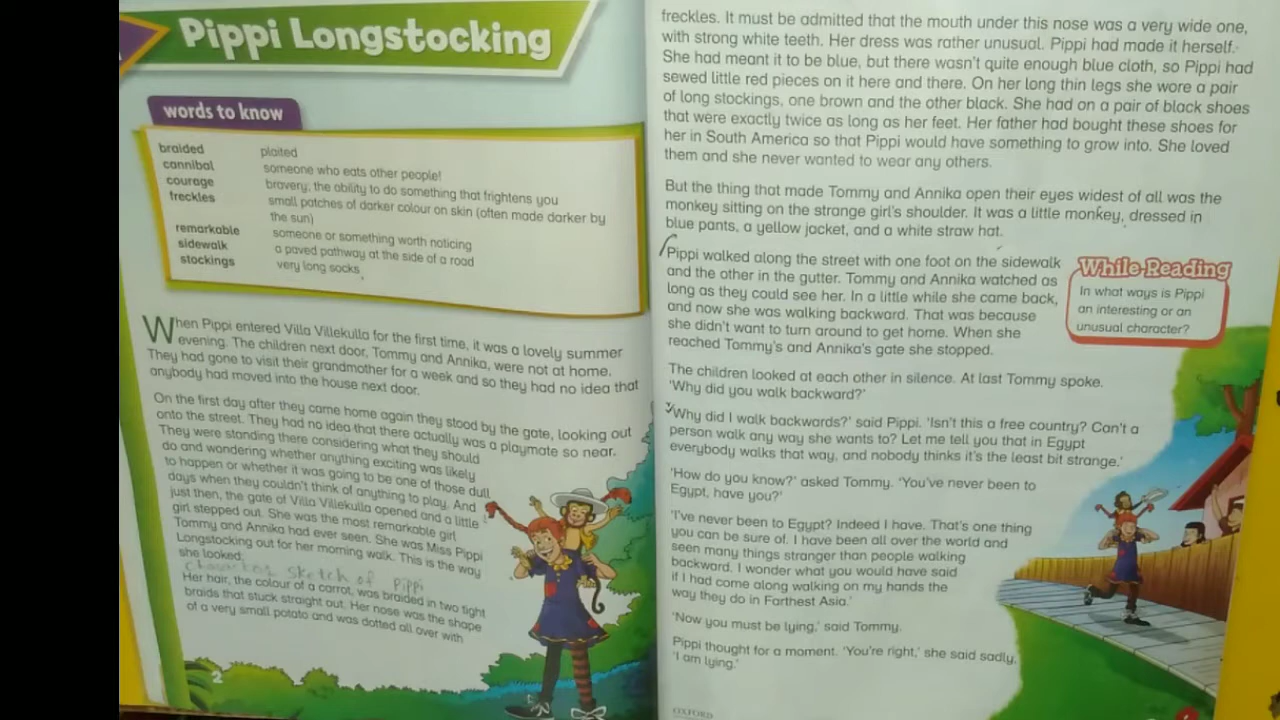 Pippi Longstocking
words to know
braided plaited
cannibal someone who eats other people!
courage bravery; the ability to do something that frightens you
freckles small patches of darker colour on skin (often made darker by
the sun)
remarkable someone or something worth noticing
sidewalk a paved pathway at the side of a road
stockings very long socks
When Pippi entered Villa Villekulla for the first time, it was a lovely summer
evening. The children next door, Tommy and Annika, were not at home.
They had gone to visit their grandmother for a week and so they had no idea that
anybody had moved into the house next door.
On the first day after they came home again they stood by the gate, looking out
onto the street. They had no idea that there actually was a playmate so near.
They were standing there considering what they should
do and wondering whether anything exciting was likely
to happen or whether it was going to be one of those dull
days when they couldn't think of anything to play. And
just then, the gate of Villa Villekulla opened and a little
girl stepped out. She was the most remarkable girl
Tommy and Annika had ever seen. She was Miss Pippi
Longstocking out for her morning walk. This is the way
she looked.
character sketch of Pippi
Her hair, the colour of a carrot, was braided in two tight
braids that stuck straight out. Her nose was the shape
of a very small potato and was dotted all over with
2
freckles. It must be admitted that the mouth under this nose was a very wide one,
with strong white teeth. Her dress was rather unusual. Pippi had made it herself.
She had meant it to be blue, but there wasn't quite enough blue cloth, so Pippi had
sewed little red pieces on it here and there. On her long thin legs she wore a pair
of long stockings, one brown and the other black. She had on a pair of black shoes
that were exactly twice as long as her feet. Her father had bought these shoes for
her in South America so that Pippi would have something to grow into. She loved
them and she never wanted to wear any others.
But the thing that made Tommy and Annika open their eyes widest of all was the
monkey sitting on the strange girl's shoulder. It was a little monkey, dressed in
blue pants, a yellow jacket, and a white straw hat.
Pippi walked along the street with one foot on the sidewalk
and the other in the gutter. Tommy and Annika watched as
long as they could see her. In a little while she came back,
and now she was walking backward. That was because
she didn't want to turn around to get home. When she
reached Tommy's and Annika's gate she stopped.
While Reading
In what ways is Pippi
an interesting or an
unusual character?
The children looked at each other in silence. At last Tommy spoke.
'Why did you walk backward?'
'Why did I walk backwards?' said Pippi. 'Isn't this a free country? Can't a
person walk any way she wants to? Let me tell you that in Egypt
everybody walks that way, and nobody thinks it's the least bit strange.'
'How do you know?' asked Tommy. 'You've never been to
Egypt, have you?'
'I've never been to Egypt? Indeed I have. That's one thing
you can be sure of. I have been all over the world and
seen many things stranger than people walking
backward. I wonder what you would have said
if I had come along walking on my hands the
way they do in Farthest Asia.'
'Now you must be lying,' said Tommy.
Pippi thought for a moment. 'You're right,' she said sadly,
'I am lying.'
OXFORD